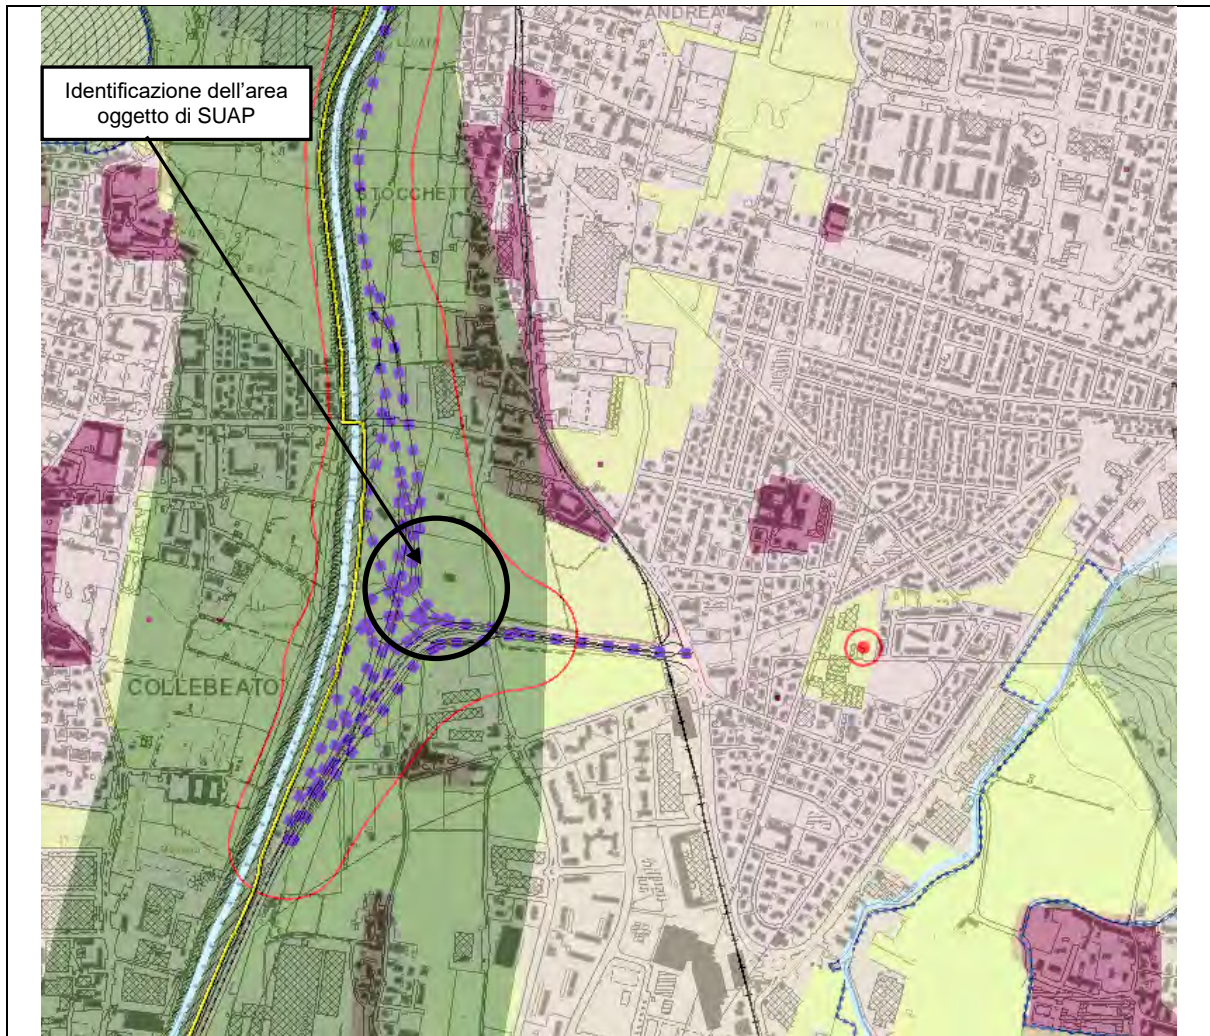 ANDREA
Identificazione dell'area
oggetto di SUAP
STOCCHETTA
COLLEBEATO